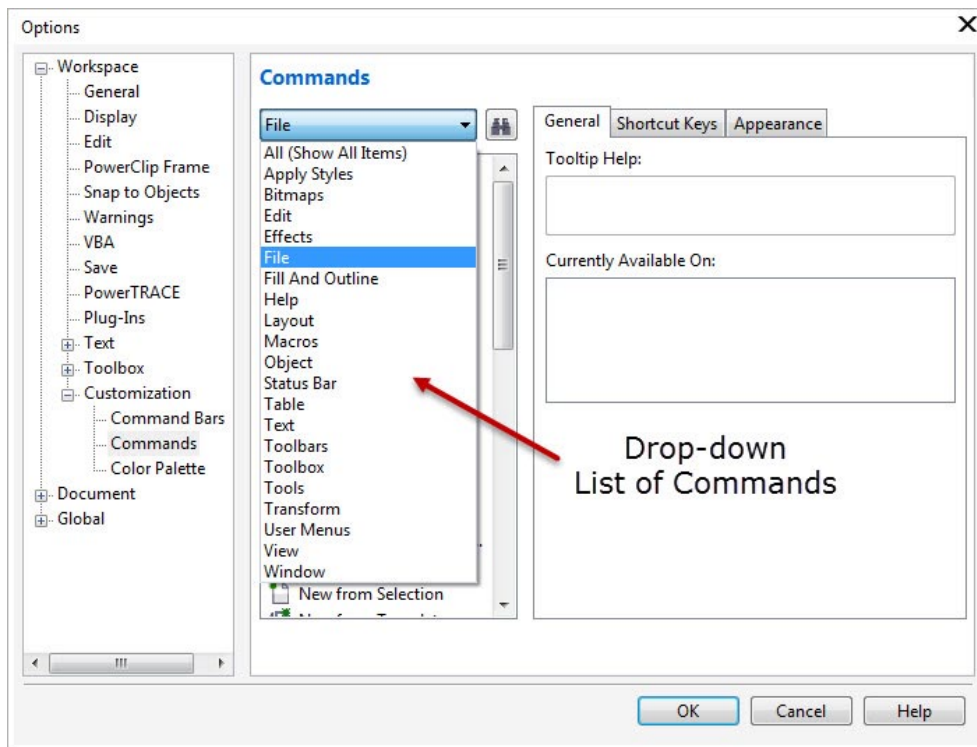 Options
Workspace
General
Display
Edit
PowerClip Frame
Snap to Objects
Warnings
VBA
Save
PowerTRACE
Plug-Ins
Text
Toolbox
Customization
Command Bars
Commands
Color Palette
Document
Global
Commands
File
All (Show All Items)
Apply Styles
Bitmaps
Edit
Effects
File
Fill And Outline
Help
Layout
Macros
Object
Status Bar
Table
Text
Toolbars
Toolbox
Tools
Transform
User Menus
View
Window
New from Selection
General Shortcut Keys Appearance
Tooltip Help:
Currently Available On:
Drop-down
List of Commands
OK Cancel Help